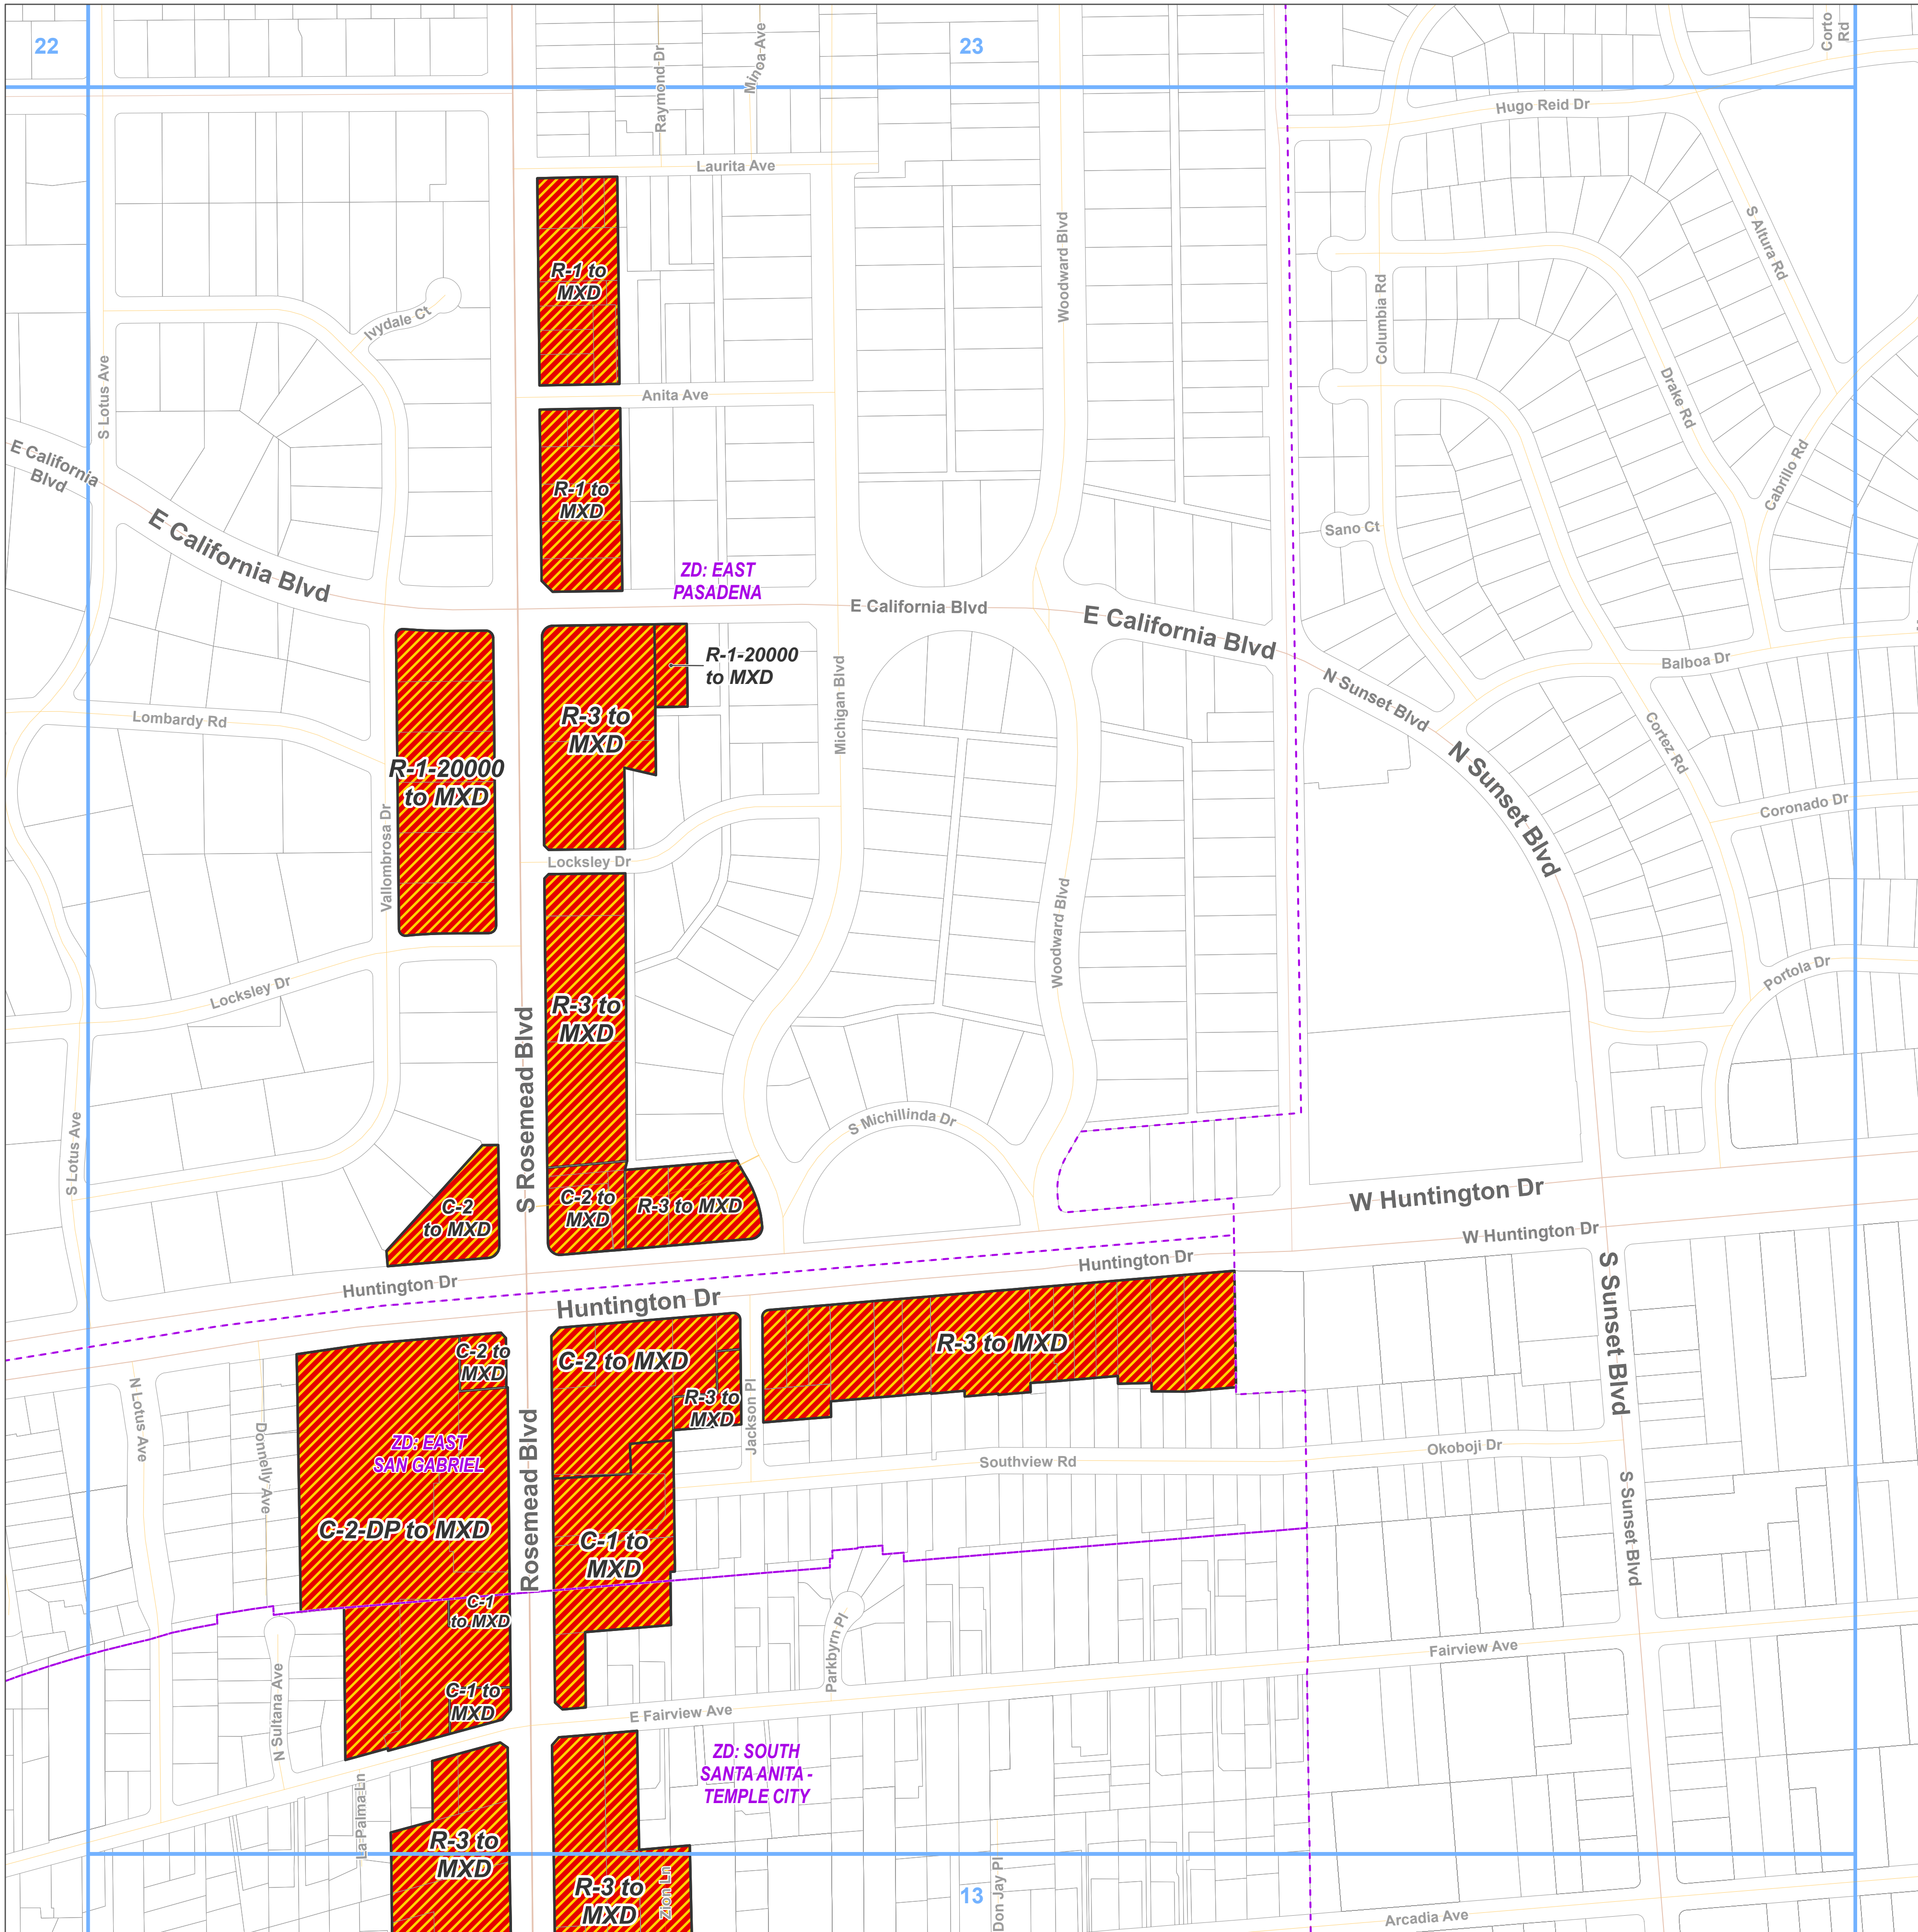 22
23
Corto
Rd
Raymond Dr
Minoa Ave
Hugo Reid Dr
Laurita Ave
S Altura Rd
Woodward Blvd
R-1 to
MXD
Ivydale Ct
Columbia Rd
S Lotus Ave
Anita Ave
Drake Rd
E California
Blvd
R-1 to
MXD
Cabrillo Rd
E California Blvd
Sano Ct
ZD: EAST
PASADENA
E California Blvd
E California Blvd
R-1-20000
to MXD
Balboa Dr
N Sunset Blvd
Michigan Blvd
Lombardy Rd
R-3 to
MXD
Cortez Rd
N Sunset Blvd
R-1-20000
to MXD
Coronado Dr
Vallombrosa Dr
Locksley Dr
Woodward Blvd
Portola Dr
Locksley Dr
R-3 to
MXD
S Rosemead Blvd
S Michillinda Dr
S Lotus Ave
C-2
to MXD
C-2 to
MXD
R-3 to MXD
W Huntington Dr
W Huntington Dr
Huntington Dr
Huntington Dr
Huntington Dr
S Sunset Blvd
C-2 to
MXD
C-2 to MXD
R-3 to MXD
R-3 to
MXD
N Lotus Ave
Donnelly Ave
ZD: EAST
SAN GABRIEL
Jackson Pl
Rosemead Blvd
Southview Rd
Okoboji Dr
S Sunset Blvd
C-2-DP to MXD
C-1 to
MXD
C-1
to MXD
Parkbyrn Pl
Fairview Ave
N Sultana Ave
C-1 to
MXD
E Fairview Ave
ZD: SOUTH
SANTA ANITA -
TEMPLE CITY
La Palma Ln
R-3 to
MXD
R-3 to
MXD
Zion Ln
13
Don Jay Pl
Arcadia Ave